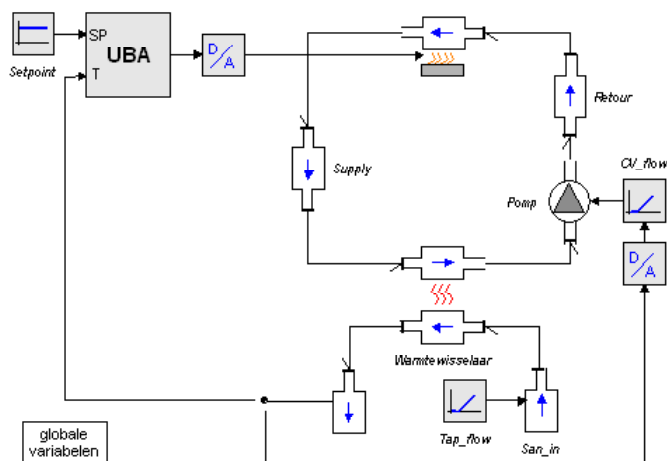 SP
UBA
T
Setpoint
D/A
Retour
Supply
CV_flow
Pomp
D/A
Warmtewisselaar
Tap_flow
San_in
globale
variabelen